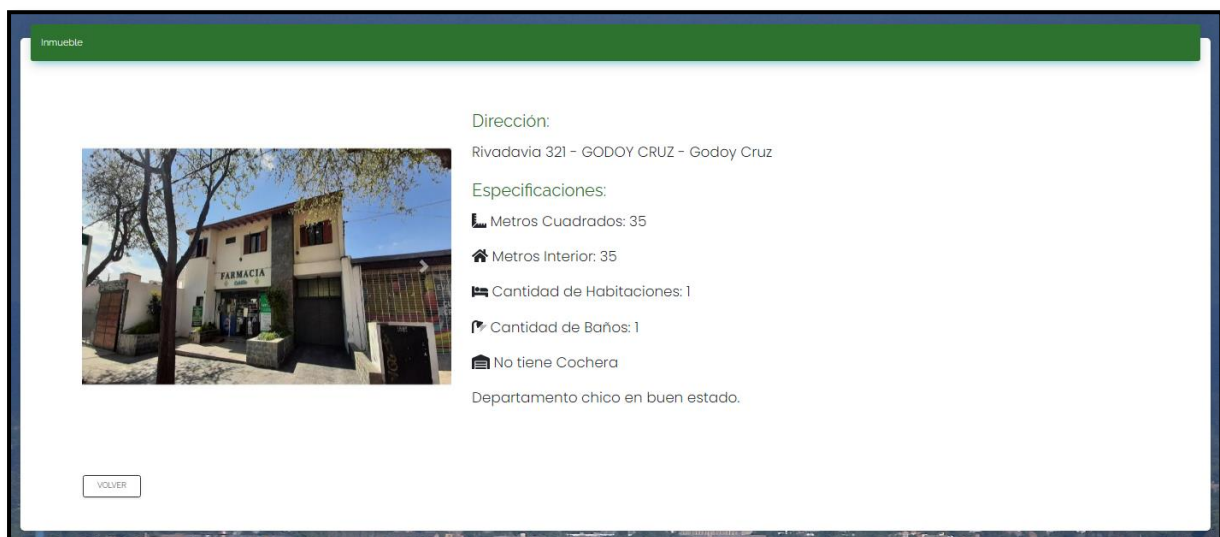 Inmueble
Dirección:
Rivadavia 321 - GODOY CRUZ - Godoy Cruz
Especificaciones:
Metros Cuadrados: 35
Metros Interior: 35
Cantidad de Habitaciones: 1
Cantidad de Baños: 1
No tiene Cochera
Departamento chico en buen estado.
FARMACIA
VOLVER